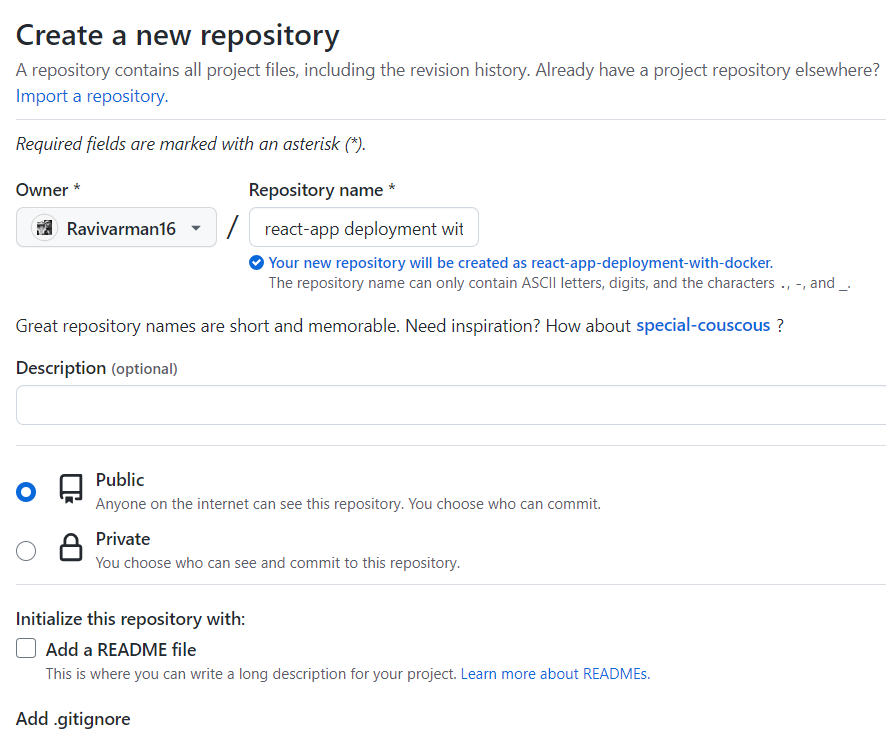 Create a new repository
A repository contains all project files, including the revision history. Already have a project repository elsewhere?
Import a repository.
Required fields are marked with an asterisk (*).
Owner *
Repository name *
Ravivarman16
/
react-app deployment wit
Your new repository will be created as react-app-deployment-with-docker.
The repository name can only contain ASCII letters, digits, and the characters ., -, and _.
Great repository names are short and memorable. Need inspiration? How about special-couscous ?
Description (optional)
Public
Anyone on the internet can see this repository. You choose who can commit.
Private
You choose who can see and commit to this repository.
Initialize this repository with:
Add a README file
This is where you can write a long description for your project. Learn more about READMEs.
Add .gitignore